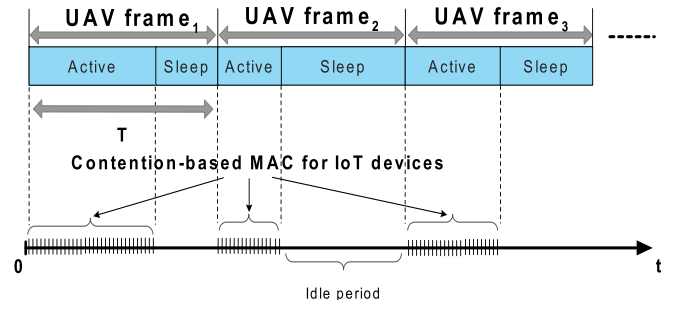 UAV frame1 UAV frame2 UAV frame3
Active Sleep Active Sleep Active Sleep
T
Contention-based MAC for IoT devices
0 t
Idle period